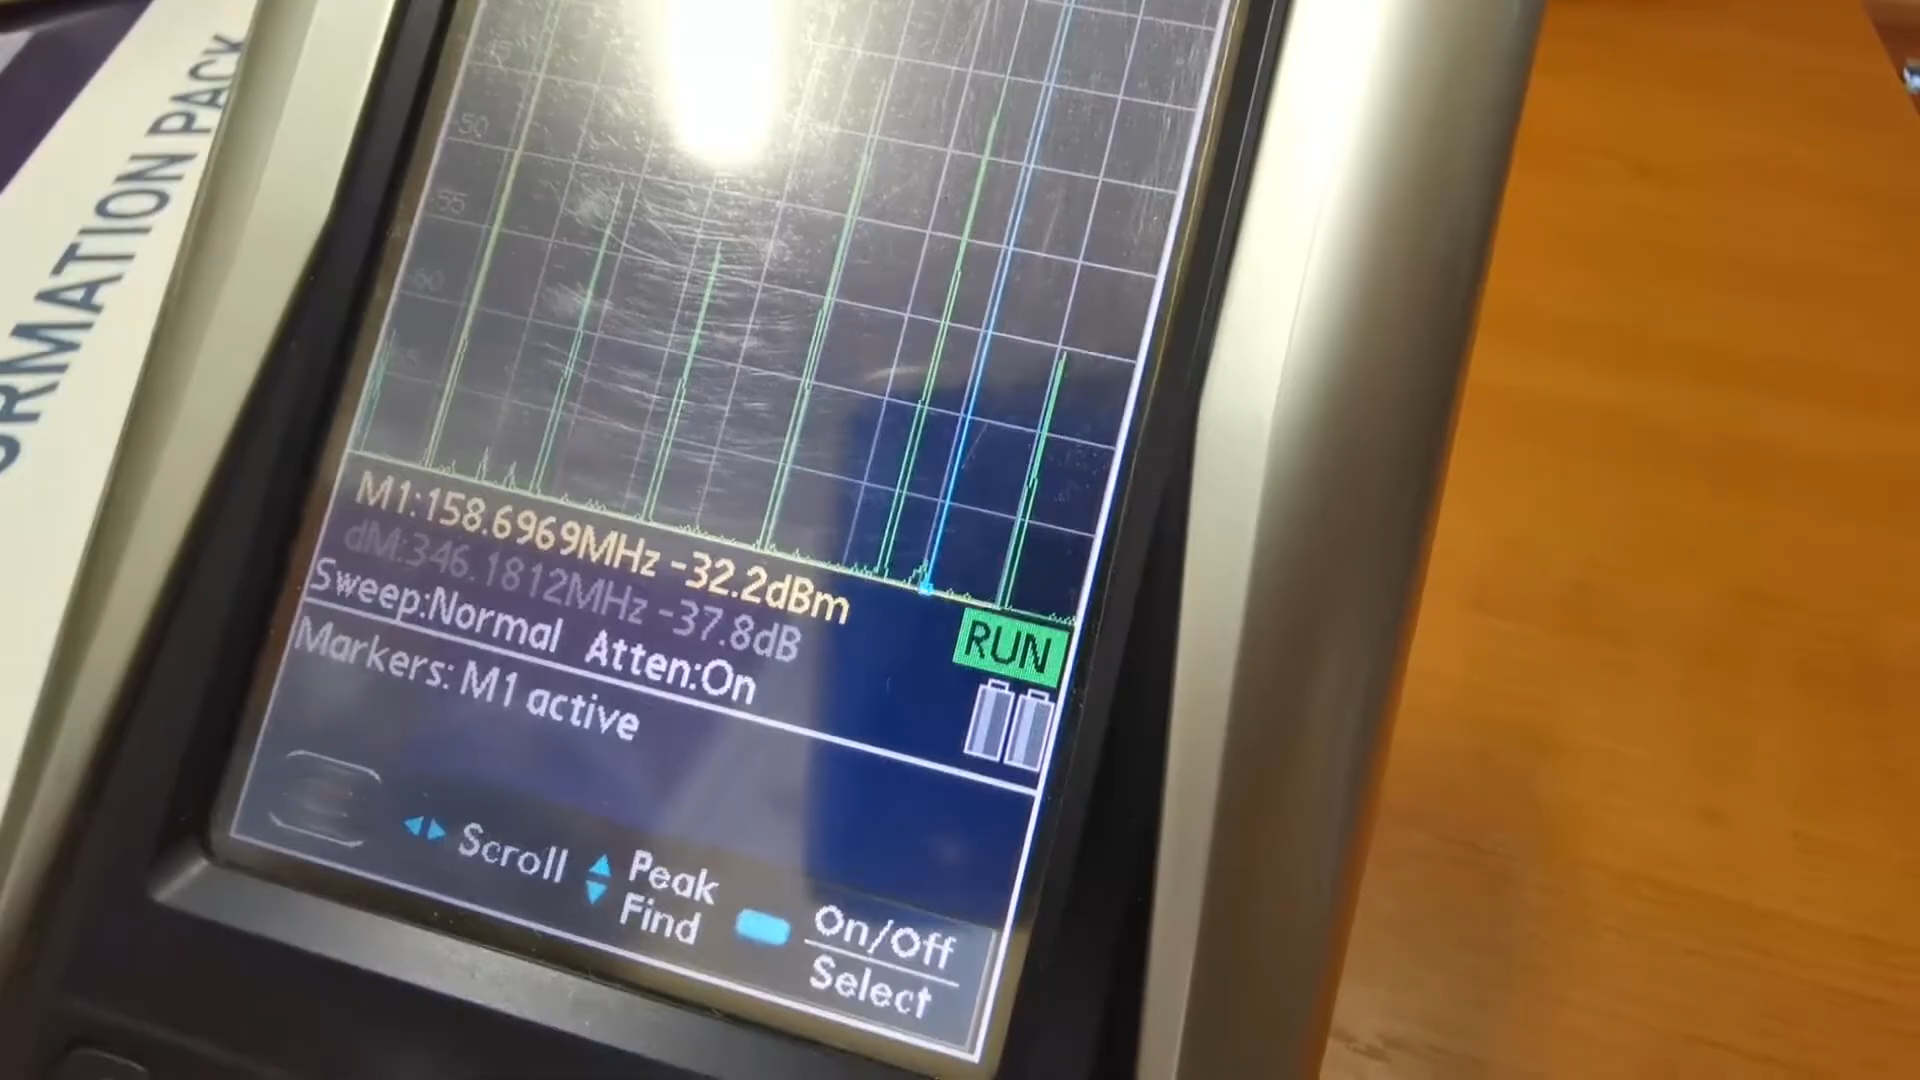 ORMATION PACK
50
-55
-60
M1:158.6969MHz -32.2dBm
dM:346.1812MHz -37.8dB
Sweep:Normal Atten:On
RUN
Markers: M1 active
Scroll
Peak
Find
On/Off
Select